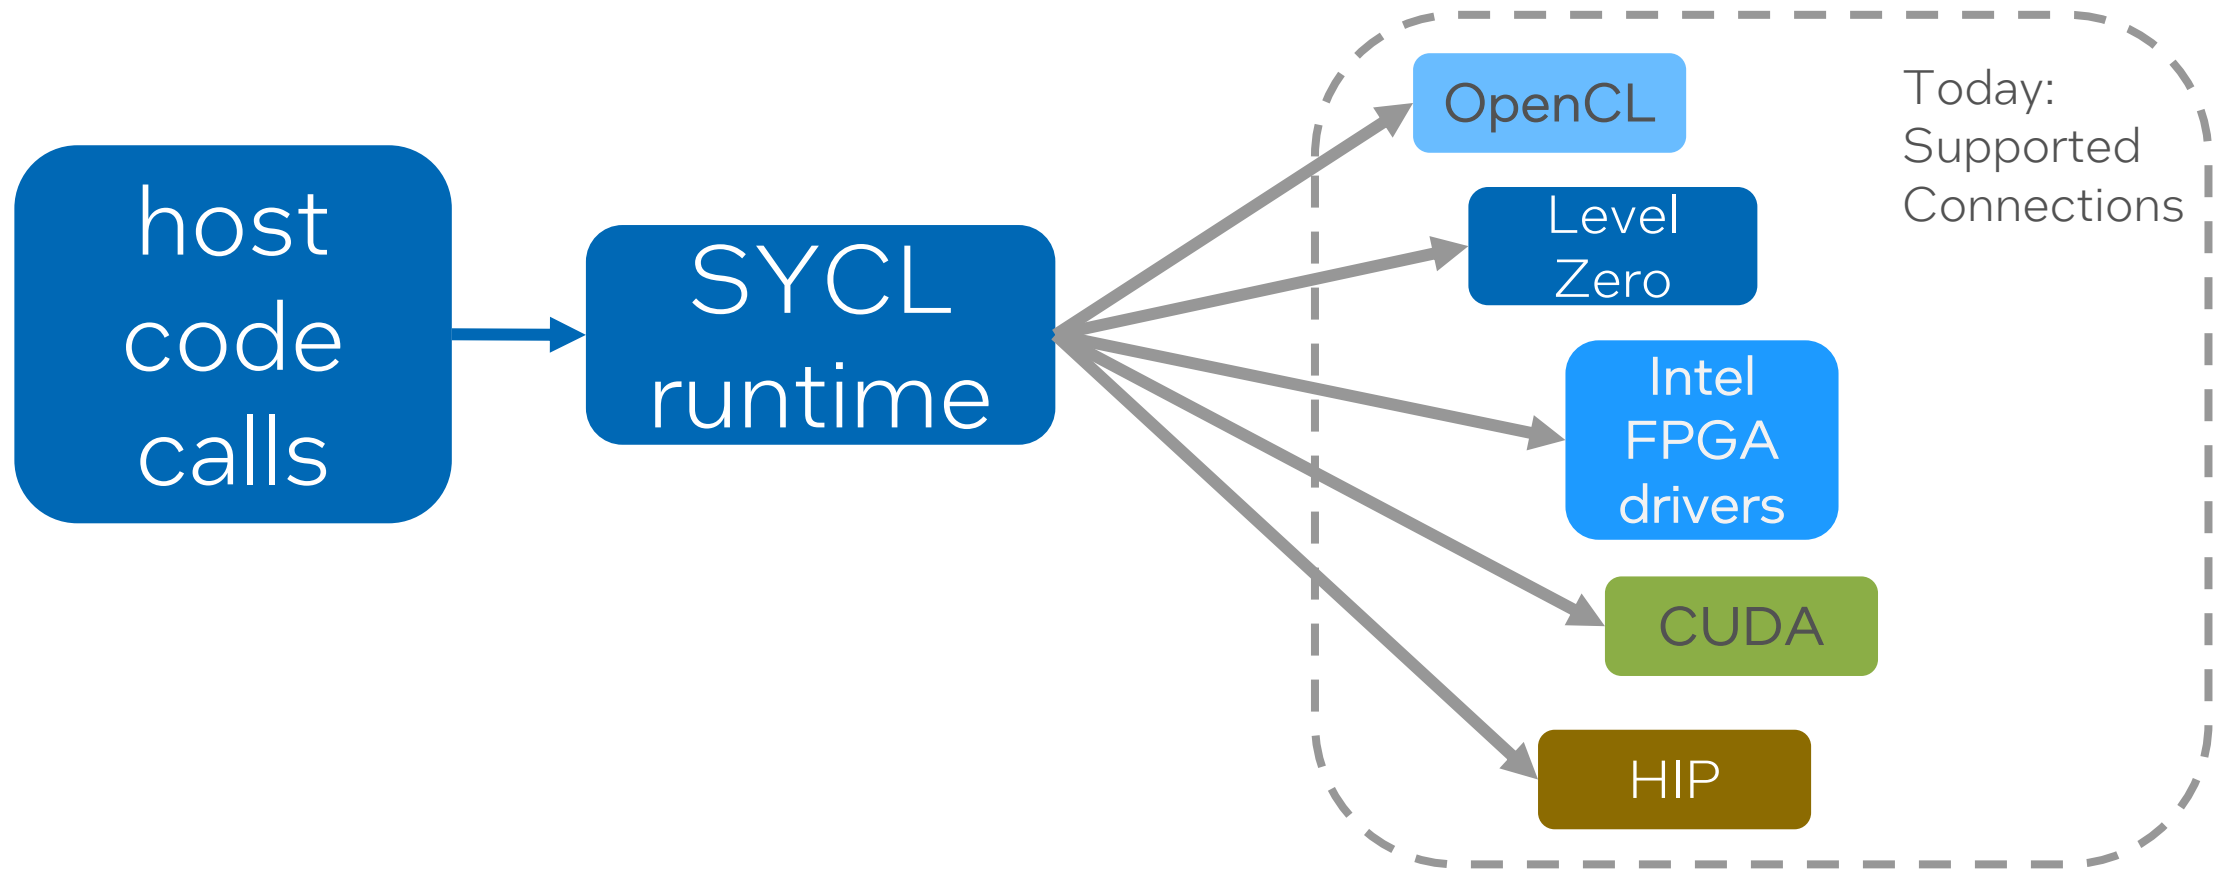 host
code
calls
SYCL
runtime
OpenCL
Level
Zero
Intel
FPGA
drivers
CUDA
HIP
Today:
Supported
Connections